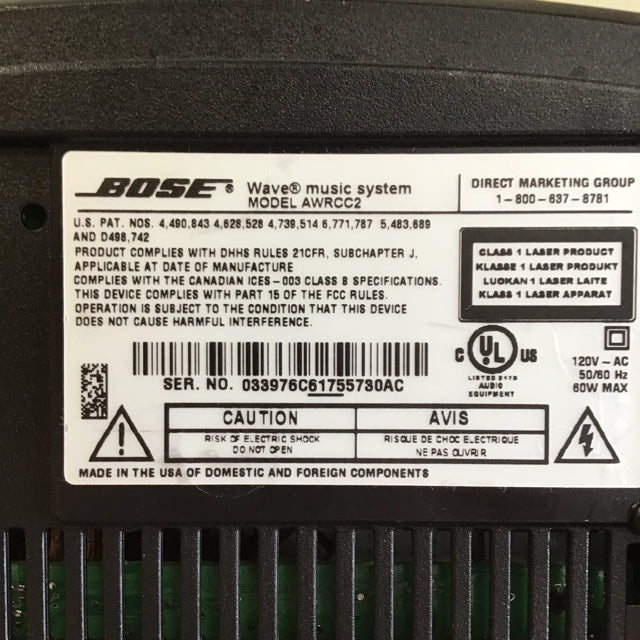 BOSE® Wave® music system
MODEL AWRCC2
DIRECT MARKETING GROUP
1-800-637-8781
U.S. PAT. NOS. 4,490,843 4,628,528 4,739,514 6,771,787 5,483,689
AND D498,742
PRODUCT COMPLIES WITH DHHS RULES 21CFR, SUBCHAPTER J,
APPLICABLE AT DATE OF MANUFACTURE
COMPLIES WITH THE CANADIAN ICES-003 CLASS B SPECIFICATIONS.
THIS DEVICE COMPLIES WITH PART 15 OF THE FCC RULES.
OPERATION IS SUBJECT TO THE CONDITION THAT THIS DEVICE
DOES NOT CAUSE HARMFUL INTERFERENCE.
CLASS 1 LASER PRODUCT
KLASSE 1 LASER PRODUKT
LUOKAN 1 LASER LAITE
KLASS 1 LASER APPARAT
C UL US
LISTED 3179
AUDIO
EQUIPMENT
120V ~ AC
50/60 Hz
60W MAX
SER. NO. 033976C61755730AC
CAUTION
RISK OF ELECTRIC SHOCK
DO NOT OPEN
AVIS
RISQUE DE CHOC ELECTRIQUE
NE PAS OUVRIR
MADE IN THE USA OF DOMESTIC AND FOREIGN COMPONENTS